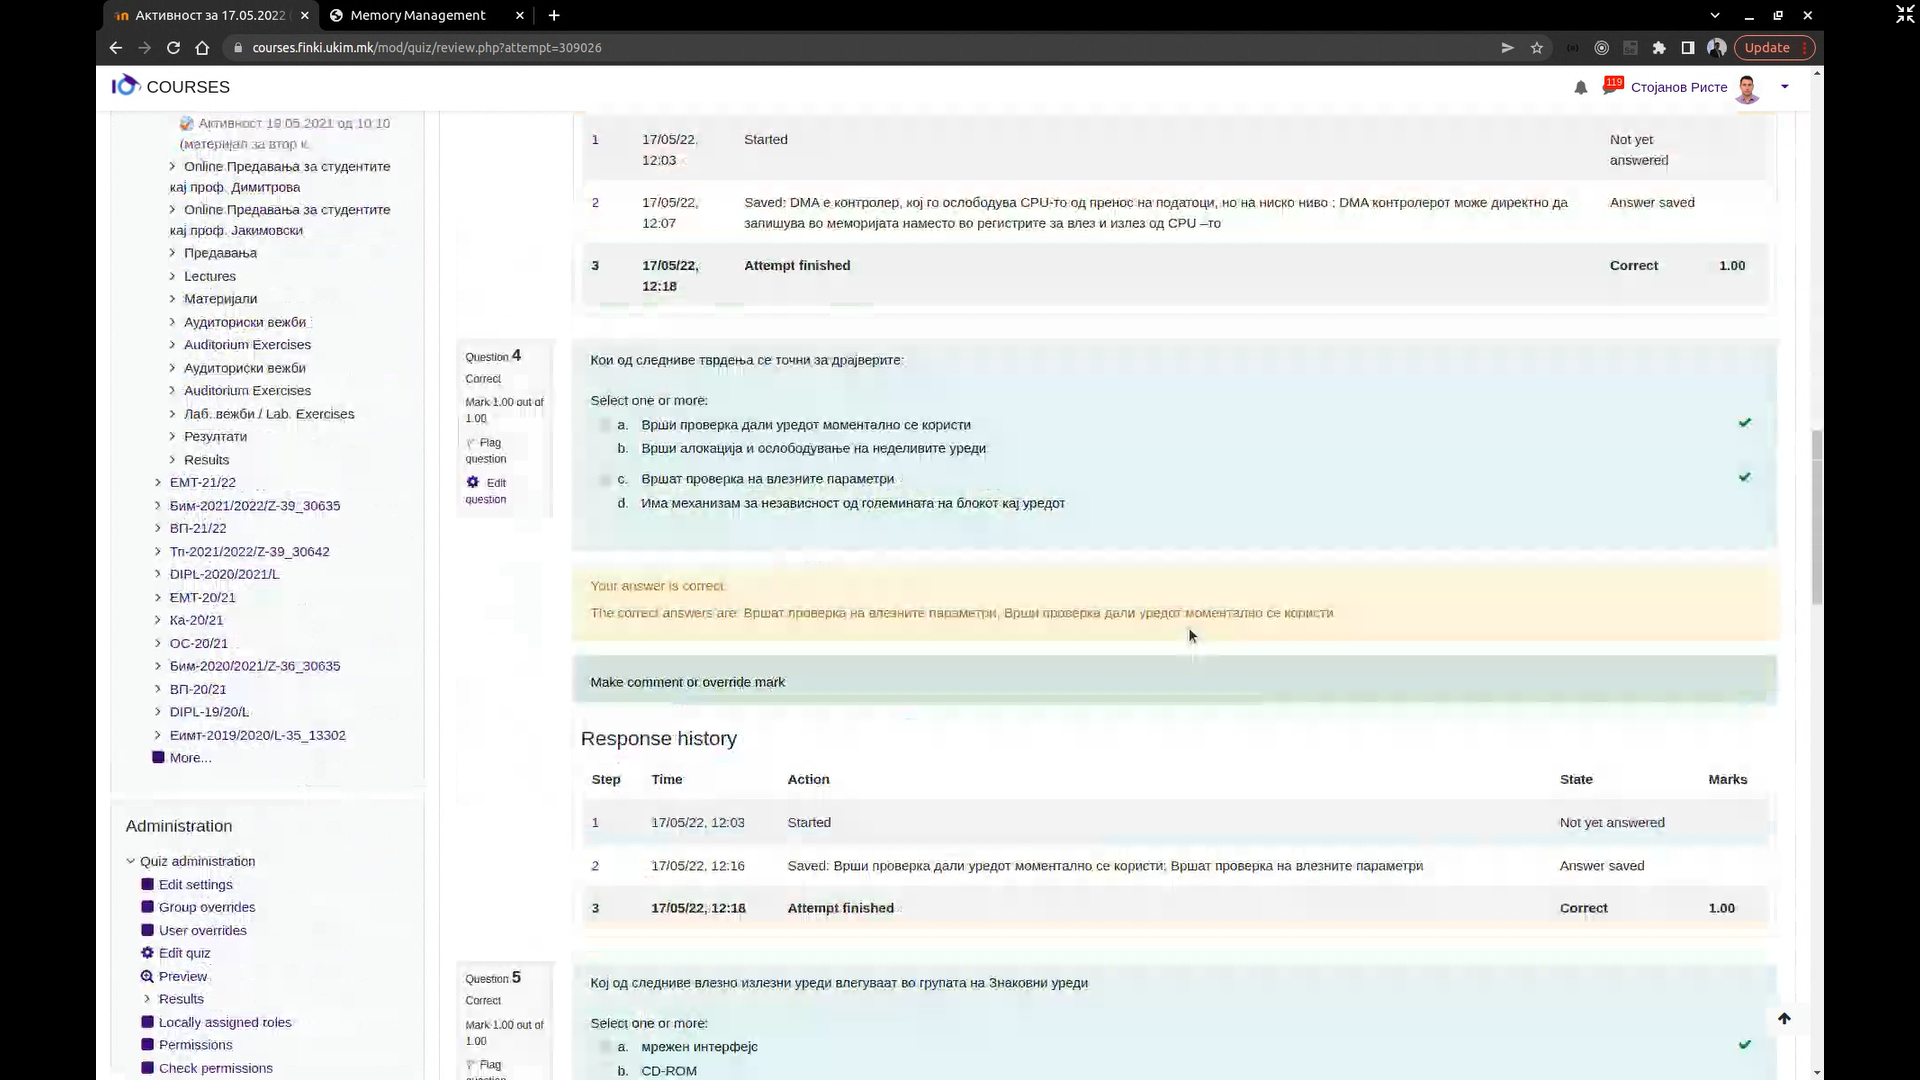 Активност за 17.05.2022
Memory Management
courses.finki.ukim.mk/mod/quiz/review.php?attempt=309026
Update
COURSES
119
Стојанов Ристе
Активност 18 05 2021 од 10:10
(материјал за втор к.
Online Предавања за студентите
кај проф. Димитрова
Online Предавања за студентите
кај проф. Јакимовски
Предавања
Lectures
Материјали
Аудиториски вежби
Auditorium Exercises
Аудиториски вежби
Auditorium Exercises
Лаб. вежби / Lab. Exercises
Резултати
Results
ЕМТ-21/22
Бим-2021/2022/Z-39_30635
ВП-21/22
Тп-2021/2022/Z-39_30642
DIPL-2020/2021/L
ЕМТ-20/21
Ка-20/21
ОС-20/21
Бим-2020/2021/Z-36_30635
ВП-20/21
DIPL-19/20/L
Еимт-2019/2020/L-35_13302
More...
Administration
Quiz administration
Edit settings
Group overrides
User overrides
Edit quiz
Preview
Results
Locally assigned roles
Permissions
Check permissions
1 17/05/22, 12:03 Started Not yet answered
2 17/05/22, 12:07 Saved: DMA е контролер, кој го ослободува CPU-то од пренос на податоци, но на ниско ниво ; DMA контролерот може директно да Answer saved
запишува во меморијата наместо во регистрите за влез и излез од CPU –то
3 17/05/22, 12:18 Attempt finished Correct 1.00
Question 4
Correct
Mark 1.00 out of
1.00
Flag
question
Edit
question
Кои од следниве тврдења се точни за драјверите:
Select one or more:
a. Врши проверка дали уредот моментално се користи
b. Врши алокација и ослободување на неделивите уреди
c. Вршат проверка на влезните параметри
d. Има механизам за независност од големината на блокот кај уредот
Your answer is correct.
The correct answers are: Вршат проверка на влезните параметри, Врши проверка дали уредот моментално се користи
Make comment or override mark
Response history
Step Time Action State Marks
1 17/05/22, 12:03 Started Not yet answered
2 17/05/22, 12:16 Saved: Врши проверка дали уредот моментално се користи; Вршат проверка на влезните параметри Answer saved
3 17/05/22, 12:18 Attempt finished Correct 1.00
Question 5
Correct
Mark 1.00 out of
1.00
Flag
Кој од следниве влезно излезни уреди влегуваат во групата на Знаковни уреди
Select one or more:
a. мрежен интерфејс
b. CD-ROM